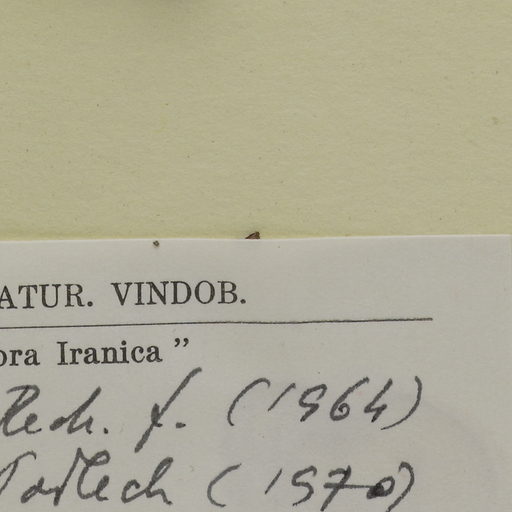 ATUR. VINDOB.
ora Iranica"
Rech. f. (1964)
Podlech (1970)